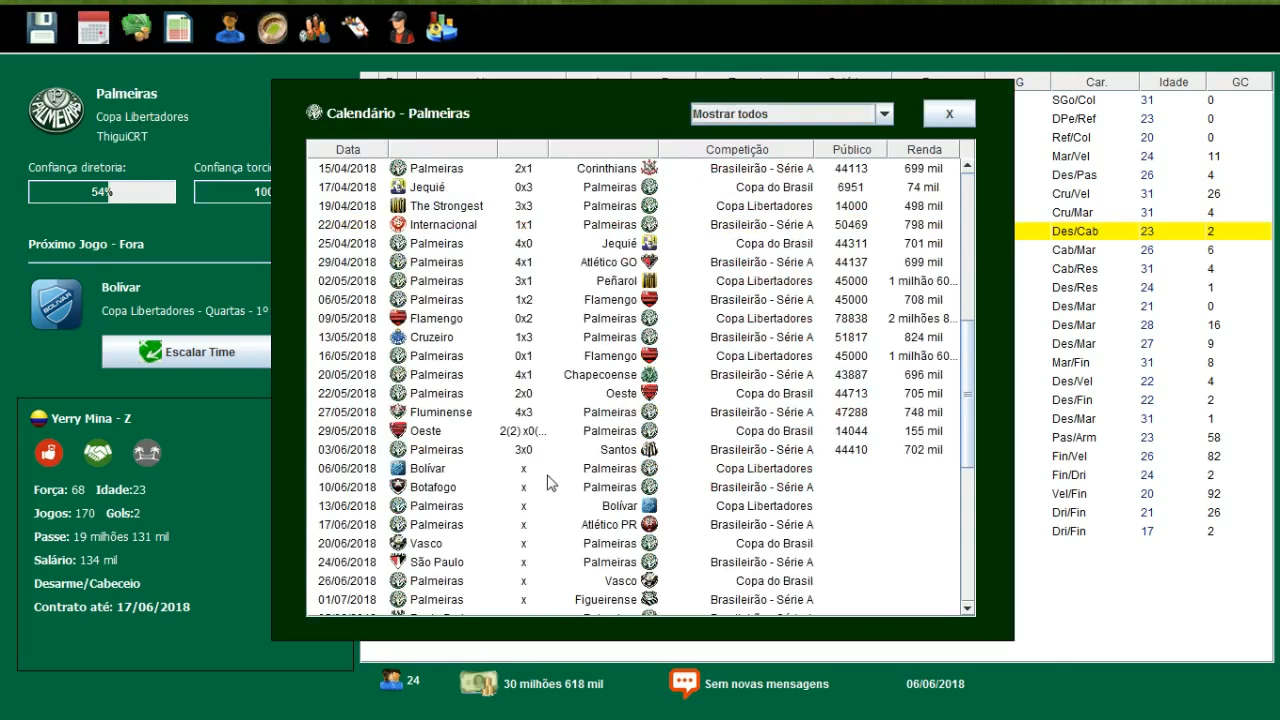 Palmeiras
Copa Libertadores
ThiguiCRT
Confiança diretoria: Confiança torcio
54% 100
Próximo Jogo - Fora
Bolívar
Copa Libertadores - Quartas - 1º
Escalar Time
Yerry Mina - Z
Força: 68 Idade:23
Jogos: 170 Gols:2
Passe: 19 milhões 131 mil
Salário: 134 mil
Desarme/Cabeceio
Contrato até: 17/06/2018
Calendário - Palmeiras Mostrar todos X
Data Competição Público Renda
15/04/2018 Palmeiras 2x1 Corinthians Brasileirão - Série A 44113 699 mil
17/04/2018 Jequié 0x3 Palmeiras Copa do Brasil 6951 74 mil
19/04/2018 The Strongest 3x3 Palmeiras Copa Libertadores 14000 498 mil
22/04/2018 Internacional 1x1 Palmeiras Brasileirão - Série A 50469 798 mil
25/04/2018 Palmeiras 4x0 Jequié Copa do Brasil 44311 701 mil
29/04/2018 Palmeiras 4x1 Atlético GO Brasileirão - Série A 44137 699 mil
02/05/2018 Palmeiras 3x1 Peñarol Copa Libertadores 45000 1 milhão 60...
06/05/2018 Palmeiras 1x2 Flamengo Brasileirão - Série A 45000 708 mil
09/05/2018 Flamengo 0x2 Palmeiras Copa Libertadores 78838 2 milhões 8...
13/05/2018 Cruzeiro 1x3 Palmeiras Brasileirão - Série A 51817 824 mil
16/05/2018 Palmeiras 0x1 Flamengo Copa Libertadores 45000 1 milhão 60...
20/05/2018 Palmeiras 4x1 Chapecoense Brasileirão - Série A 43887 696 mil
22/05/2018 Palmeiras 2x0 Oeste Copa do Brasil 44713 705 mil
27/05/2018 Fluminense 4x3 Palmeiras Brasileirão - Série A 47288 748 mil
29/05/2018 Oeste 2(2) x0(... Palmeiras Copa do Brasil 14044 155 mil
03/06/2018 Palmeiras 3x0 Santos Brasileirão - Série A 44410 702 mil
06/06/2018 Bolívar x Palmeiras Copa Libertadores
10/06/2018 Botafogo x Palmeiras Brasileirão - Série A
13/06/2018 Palmeiras x Bolívar Copa Libertadores
17/06/2018 Palmeiras x Atlético PR Brasileirão - Série A
20/06/2018 Vasco x Palmeiras Copa do Brasil
24/06/2018 São Paulo x Palmeiras Brasileirão - Série A
26/06/2018 Palmeiras x Vasco Copa do Brasil
01/07/2018 Palmeiras x Figueirense Brasileirão - Série A
G Car. Idade GC
SGo/Col 31 0
DPe/Ref 23 0
Ref/Col 20 0
Mar/Vel 24 11
Des/Pas 26 4
Cru/Vel 31 26
Cru/Mar 31 4
Des/Cab 23 2
Cab/Mar 26 6
Cab/Res 31 4
Des/Res 24 1
Des/Mar 21 0
Des/Mar 28 16
Des/Mar 27 9
Mar/Fin 31 8
Des/Vel 22 4
Des/Fin 22 2
Des/Mar 31 1
Pas/Arm 23 58
Fin/Vel 26 82
Fin/Dri 24 2
Vel/Fin 20 92
Dri/Fin 21 26
Dri/Fin 17 2
24 30 milhões 618 mil Sem novas mensagens 06/06/2018